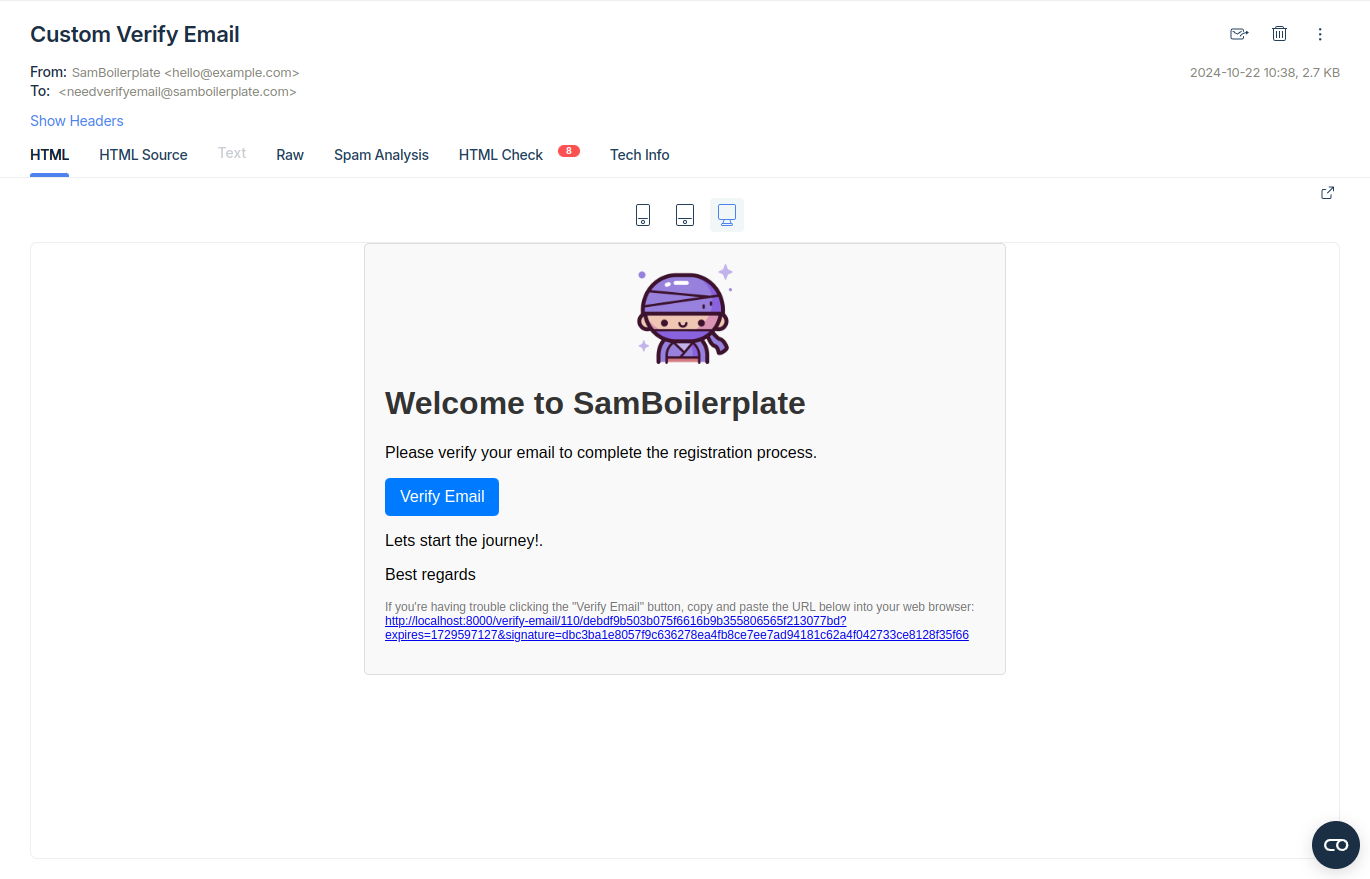 Custom Verify Email
From: SamBoilerplate <hello@example.com>
2024-10-22 10:38, 2.7 KB
To: <needverifyemail@samboilerplate.com>
Show Headers
HTML HTML Source Text Raw Spam Analysis HTML Check 8 Tech Info
Welcome to SamBoilerplate
Please verify your email to complete the registration process.
Verify Email
Lets start the journey!.
Best regards
If you're having trouble clicking the "Verify Email" button, copy and paste the URL below into your web browser:
http://localhost:8000/verify-email/110/debdf9b503b075f6616b9b355806565f213077bd?
expires=1729597127&signature=dbc3ba1e8057f9c636278ea4fb8ce7ee7ad94181c62a4f042733ce8128f35f66